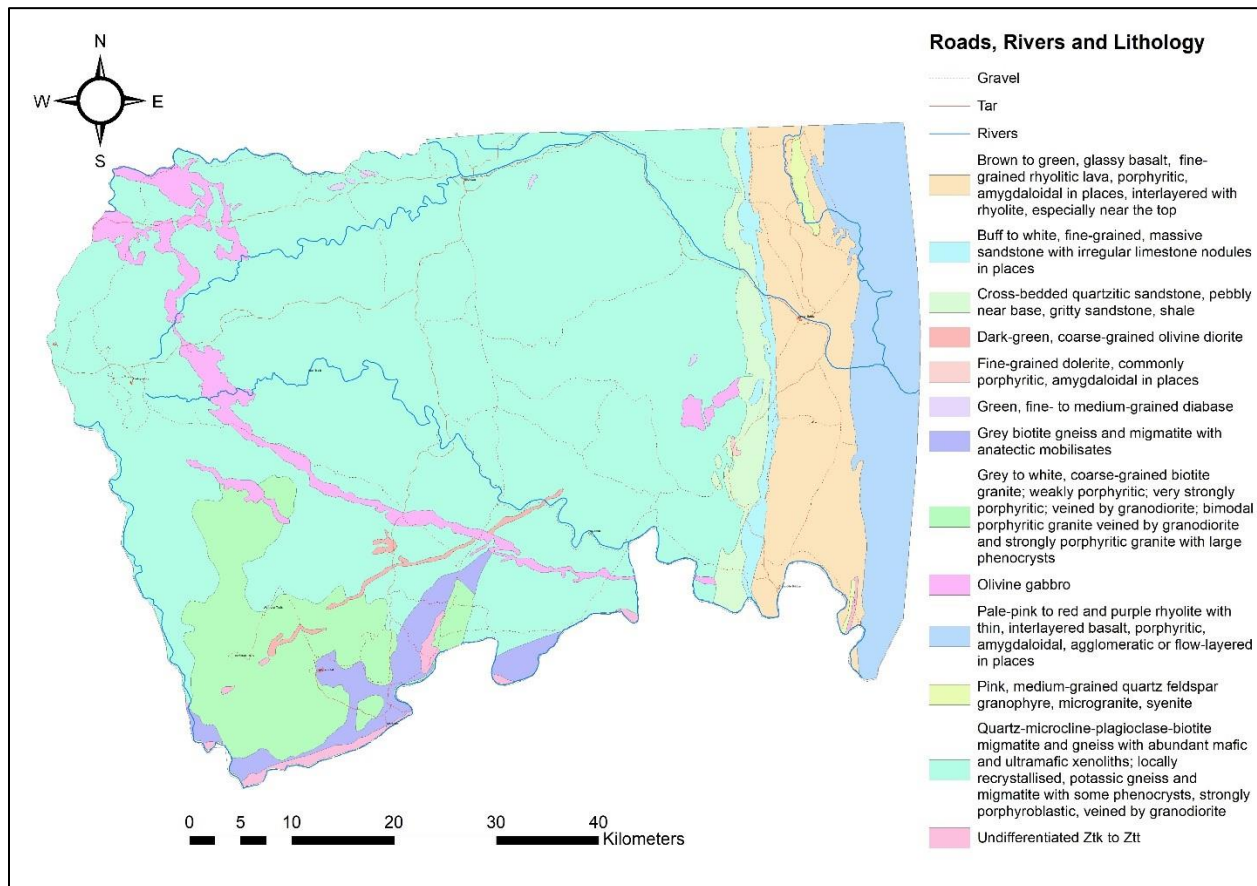 N
W E
S
Roads, Rivers and Lithology
Gravel
Tar
Rivers
Brown to green, glassy basalt, fine-
grained rhyolitic lava, porphyritic,
amygdaloidal in places, interlayered with
rhyolite, especially near the top
Buff to white, fine-grained, massive
sandstone with irregular limestone nodules
in places
Cross-bedded quartzitic sandstone, pebbly
near base, gritty sandstone, shale
Dark-green, coarse-grained olivine diorite
Fine-grained dolerite, commonly
porphyritic, amygdaloidal in places
Green, fine- to medium-grained diabase
Grey biotite gneiss and migmatite with
anatectic mobilisates
Grey to white, coarse-grained biotite
granite; weakly porphyritic; very strongly
porphyritic; veined by granodiorite; bimodal
porphyritic granite veined by granodiorite
and strongly porphyritic granite with large
phenocrysts
Olivine gabbro
Pale-pink to red and purple rhyolite with
thin, interlayered basalt, porphyritic,
amygdaloidal, agglomeratic or flow-layered
in places
Pink, medium-grained quartz feldspar
granophyre, microgranite, syenite
Quartz-microcline-plagioclase-biotite
migmatite and gneiss with abundant mafic
and ultramafic xenoliths; locally
recrystallised, potassic gneiss and
migmatite with some phenocrysts, strongly
porphyroblastic, veined by granodiorite
Undifferentiated Ztk to Ztt
0 5 10 20 30 40
Kilometers